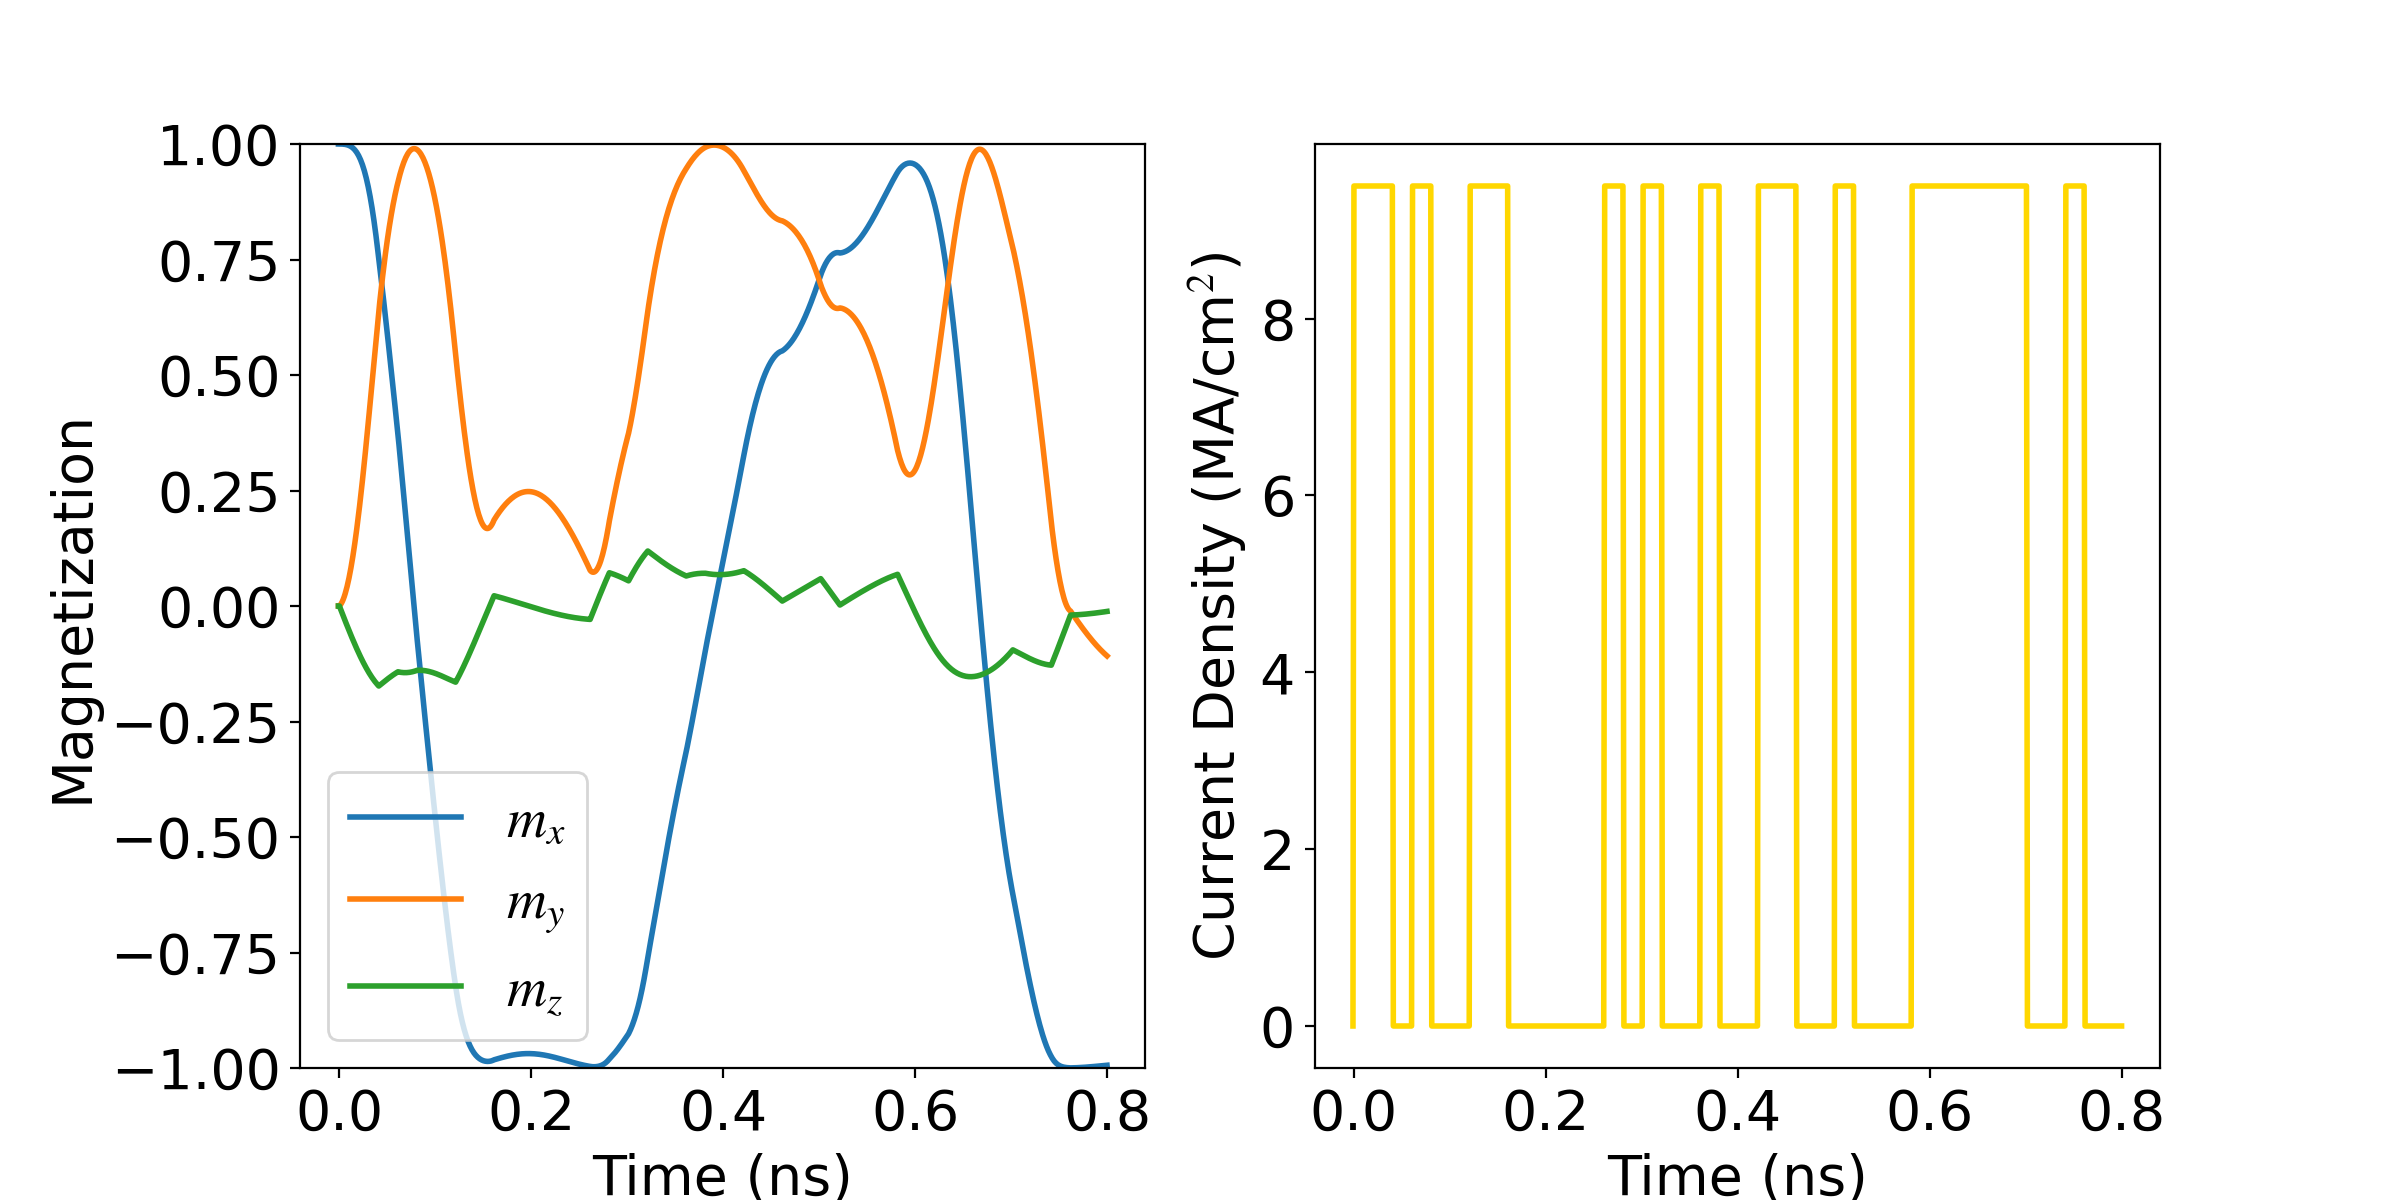 Magnetization
1.00
0.75
0.50
0.25
0.00
−0.25
−0.50
−0.75
−1.00
m_x
m_y
m_z
0.0 0.2 0.4 0.6 0.8
Time (ns)
Current Density (MA/cm²)
8
6
4
2
0
0.0 0.2 0.4 0.6 0.8
Time (ns)